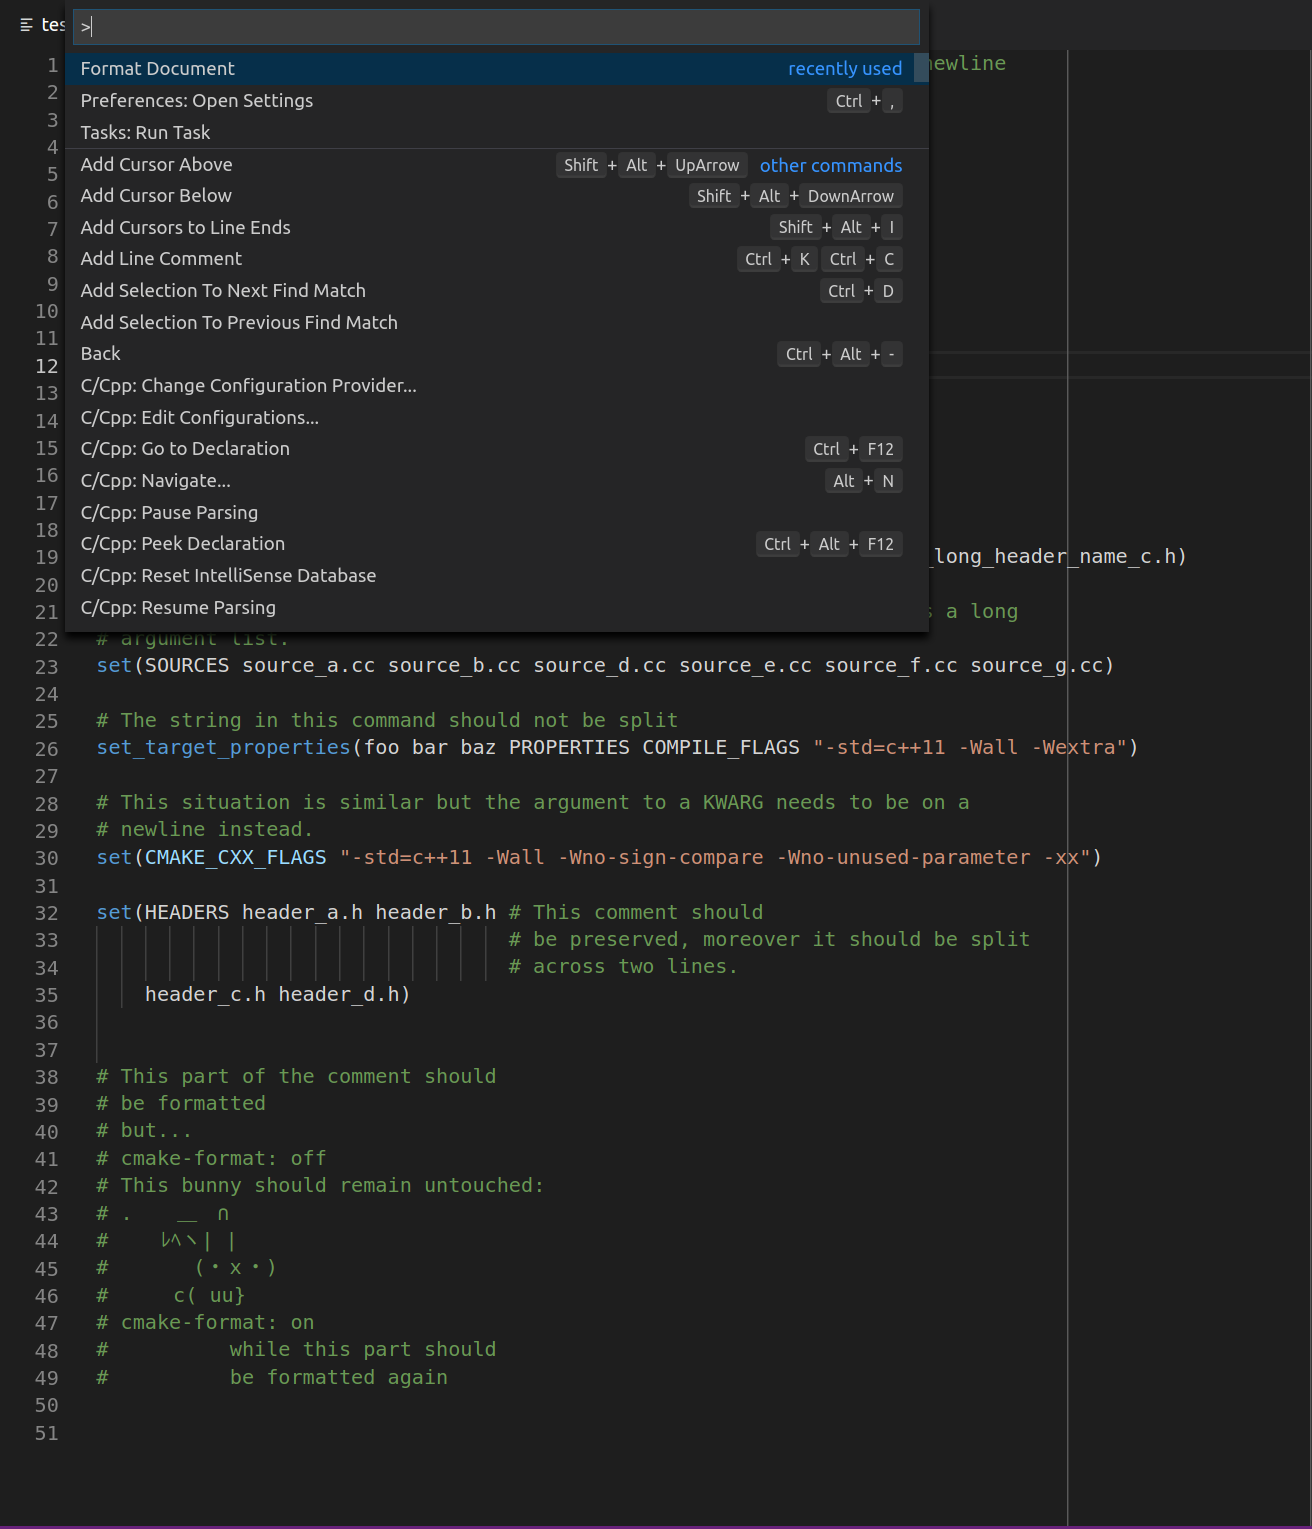 tes
>
Format Document recently used
Preferences: Open Settings Ctrl + ,
Tasks: Run Task
Add Cursor Above Shift + Alt + UpArrow other commands
Add Cursor Below Shift + Alt + DownArrow
Add Cursors to Line Ends Shift + Alt + I
Add Line Comment Ctrl + K Ctrl + C
Add Selection To Next Find Match Ctrl + D
Add Selection To Previous Find Match
Back Ctrl + Alt + -
C/Cpp: Change Configuration Provider...
C/Cpp: Edit Configurations...
C/Cpp: Go to Declaration Ctrl + F12
C/Cpp: Navigate... Alt + N
C/Cpp: Pause Parsing
C/Cpp: Peek Declaration Ctrl + Alt + F12
C/Cpp: Reset IntelliSense Database
C/Cpp: Resume Parsing
1 newline
2
3
4
5
6
7
8
9
10
11
12
13
14
15
16
17
18
19 _long_header_name_c.h)
20
21 s a long
22 # argument list.
23 set(SOURCES source_a.cc source_b.cc source_d.cc source_e.cc source_f.cc source_g.cc)
24
25 # The string in this command should not be split
26 set_target_properties(foo bar baz PROPERTIES COMPILE_FLAGS "-std=c++11 -Wall -Wextra")
27
28 # This situation is similar but the argument to a KWARG needs to be on a
29 # newline instead.
30 set(CMAKE_CXX_FLAGS "-std=c++11 -Wall -Wno-sign-compare -Wno-unused-parameter -xx")
31
32 set(HEADERS header_a.h header_b.h # This comment should
33 # be preserved, moreover it should be split
34 # across two lines.
35 header_c.h header_d.h)
36
37
38 # This part of the comment should
39 # be formatted
40 # but...
41 # cmake-format: off
42 # This bunny should remain untouched:
43 # .   ＿ ∩
44 #    ﾚﾍヽ| |
45 #       (・x・)
46 #     c( uu}
47 # cmake-format: on
48 #          while this part should
49 #          be formatted again
50
51